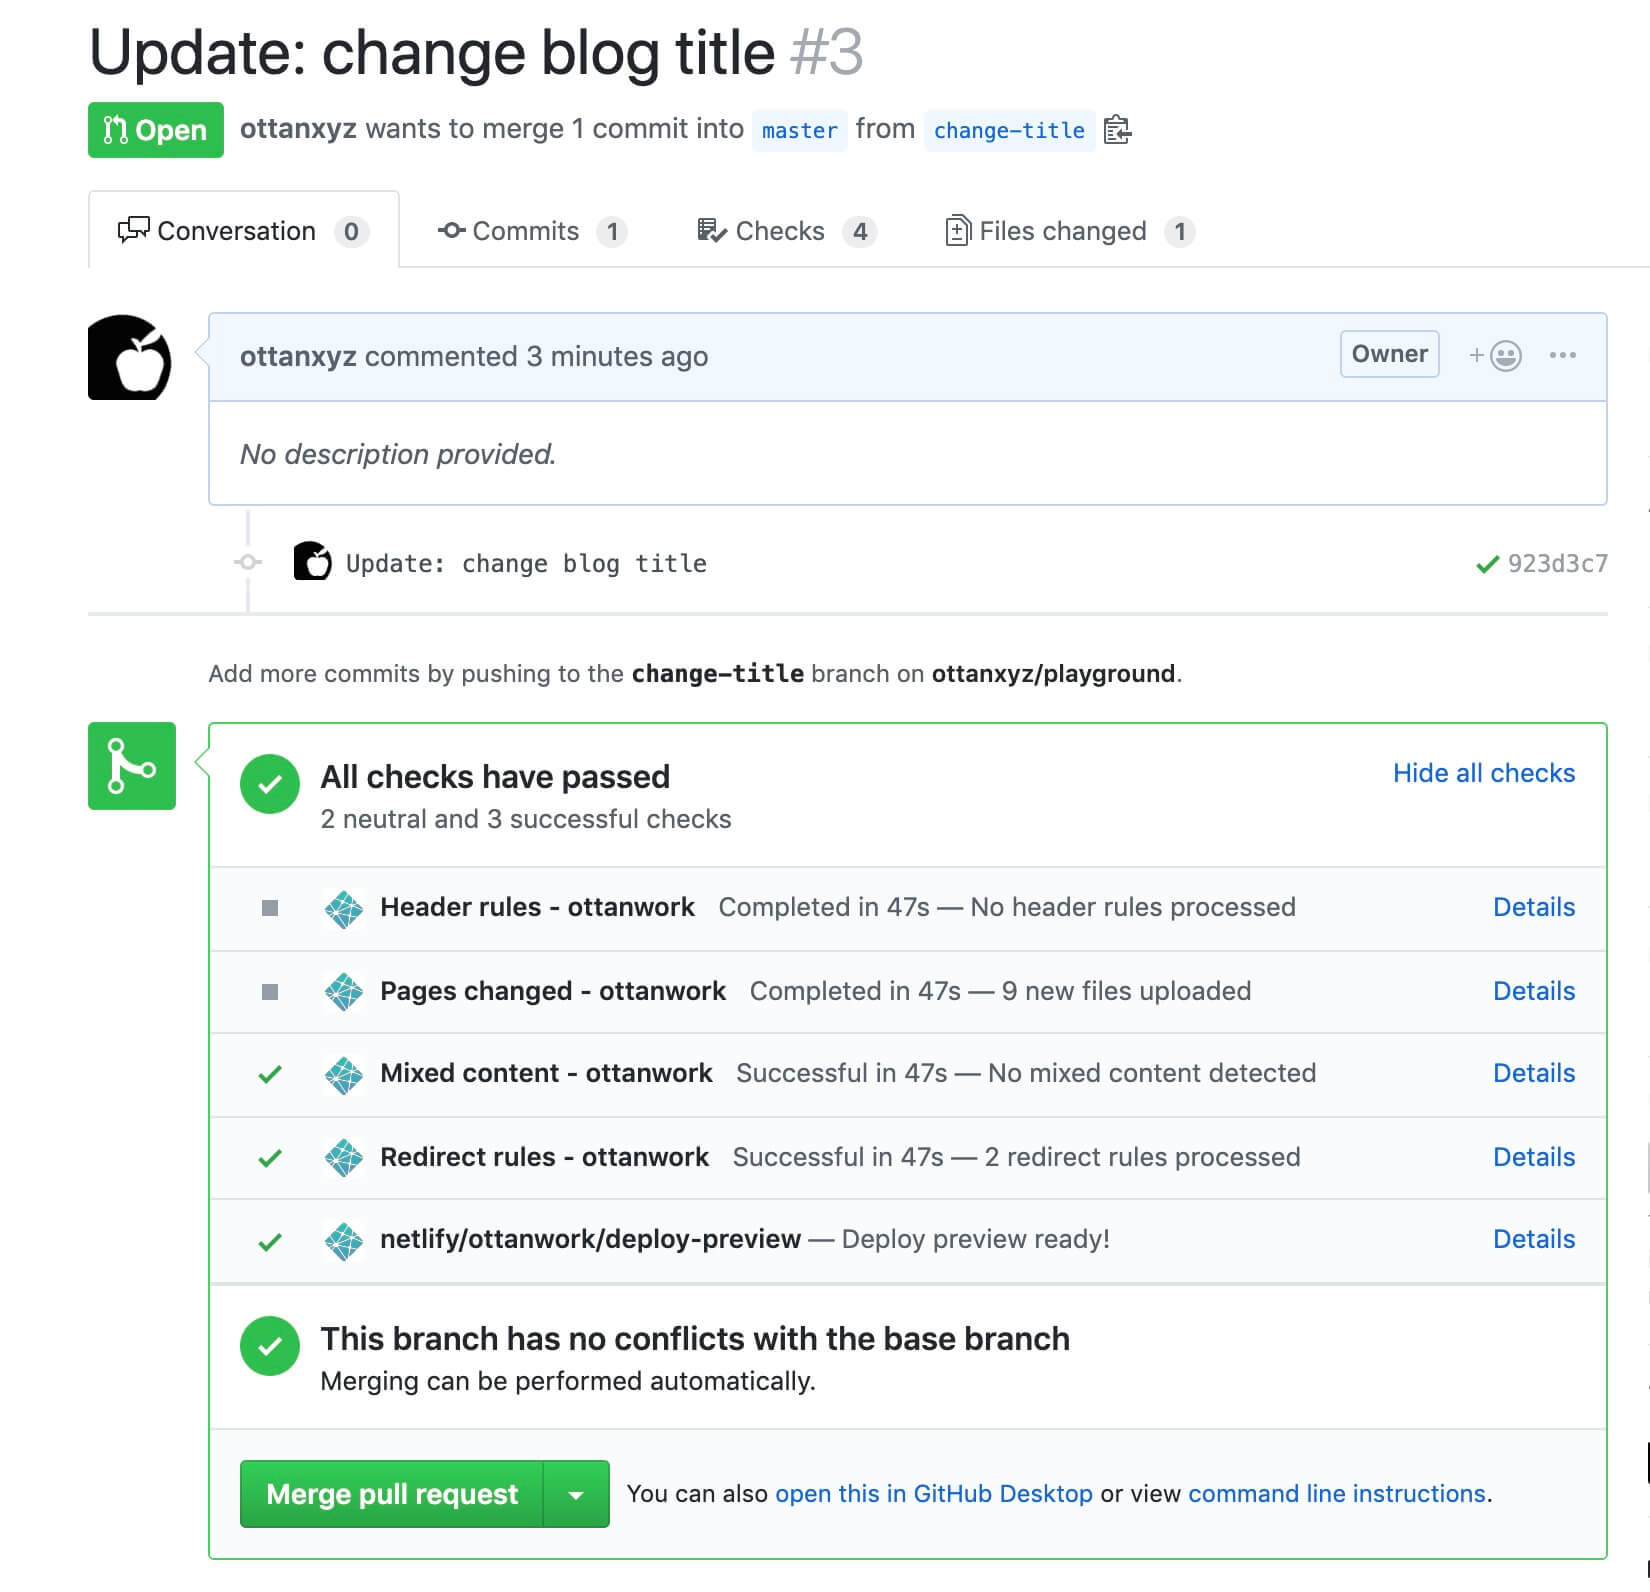 Update: change blog title #3
Open ottanxyz wants to merge 1 commit into master from change-title
Conversation 0 Commits 1 Checks 4 Files changed 1
ottanxyz commented 3 minutes ago Owner
No description provided.
Update: change blog title 923d3c7
Add more commits by pushing to the change-title branch on ottanxyz/playground.
All checks have passed Hide all checks
2 neutral and 3 successful checks
Header rules - ottanwork Completed in 47s — No header rules processed Details
Pages changed - ottanwork Completed in 47s — 9 new files uploaded Details
Mixed content - ottanwork Successful in 47s — No mixed content detected Details
Redirect rules - ottanwork Successful in 47s — 2 redirect rules processed Details
netlify/ottanwork/deploy-preview — Deploy preview ready! Details
This branch has no conflicts with the base branch
Merging can be performed automatically.
Merge pull request You can also open this in GitHub Desktop or view command line instructions.